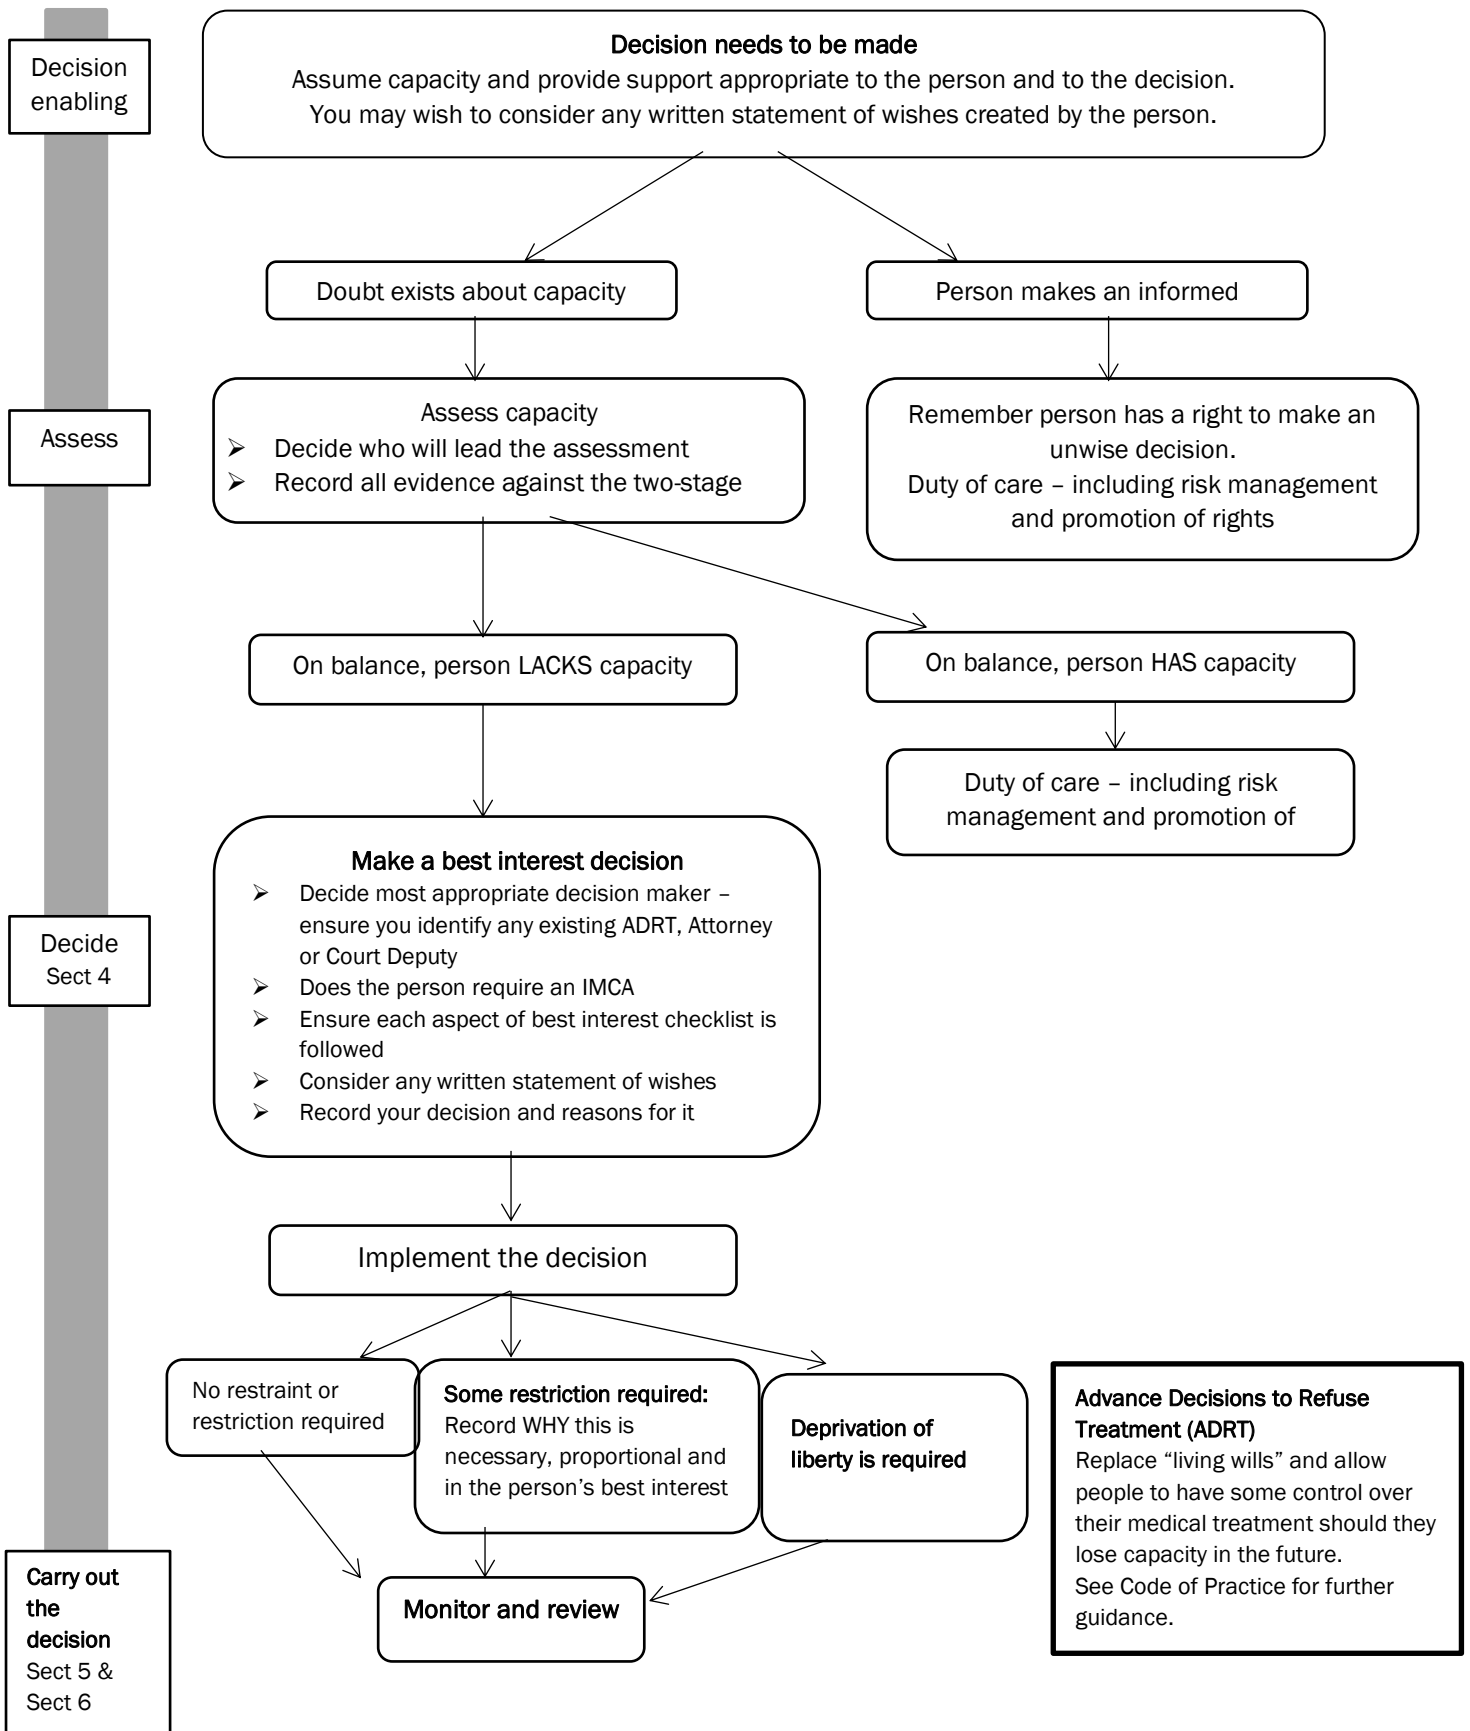 Decision
enabling
Decision needs to be made
Assume capacity and provide support appropriate to the person and to the decision.
You may wish to consider any written statement of wishes created by the person.
Doubt exists about capacity
Person makes an informed
Assess
Assess capacity
➢ Decide who will lead the assessment
➢ Record all evidence against the two-stage
Remember person has a right to make an
unwise decision.
Duty of care – including risk management
and promotion of rights
On balance, person LACKS capacity
On balance, person HAS capacity
Duty of care – including risk
management and promotion of
Decide
Sect 4
Make a best interest decision
➢ Decide most appropriate decision maker –
ensure you identify any existing ADRT, Attorney
or Court Deputy
➢ Does the person require an IMCA
➢ Ensure each aspect of best interest checklist is
followed
➢ Consider any written statement of wishes
➢ Record your decision and reasons for it
Implement the decision
No restraint or
restriction required
Some restriction required:
Record WHY this is
necessary, proportional and
in the person’s best interest
Deprivation of
liberty is required
Advance Decisions to Refuse
Treatment (ADRT)
Replace “living wills” and allow
people to have some control over
their medical treatment should they
lose capacity in the future.
See Code of Practice for further
guidance.
Carry out
the
decision
Sect 5 &
Sect 6
Monitor and review